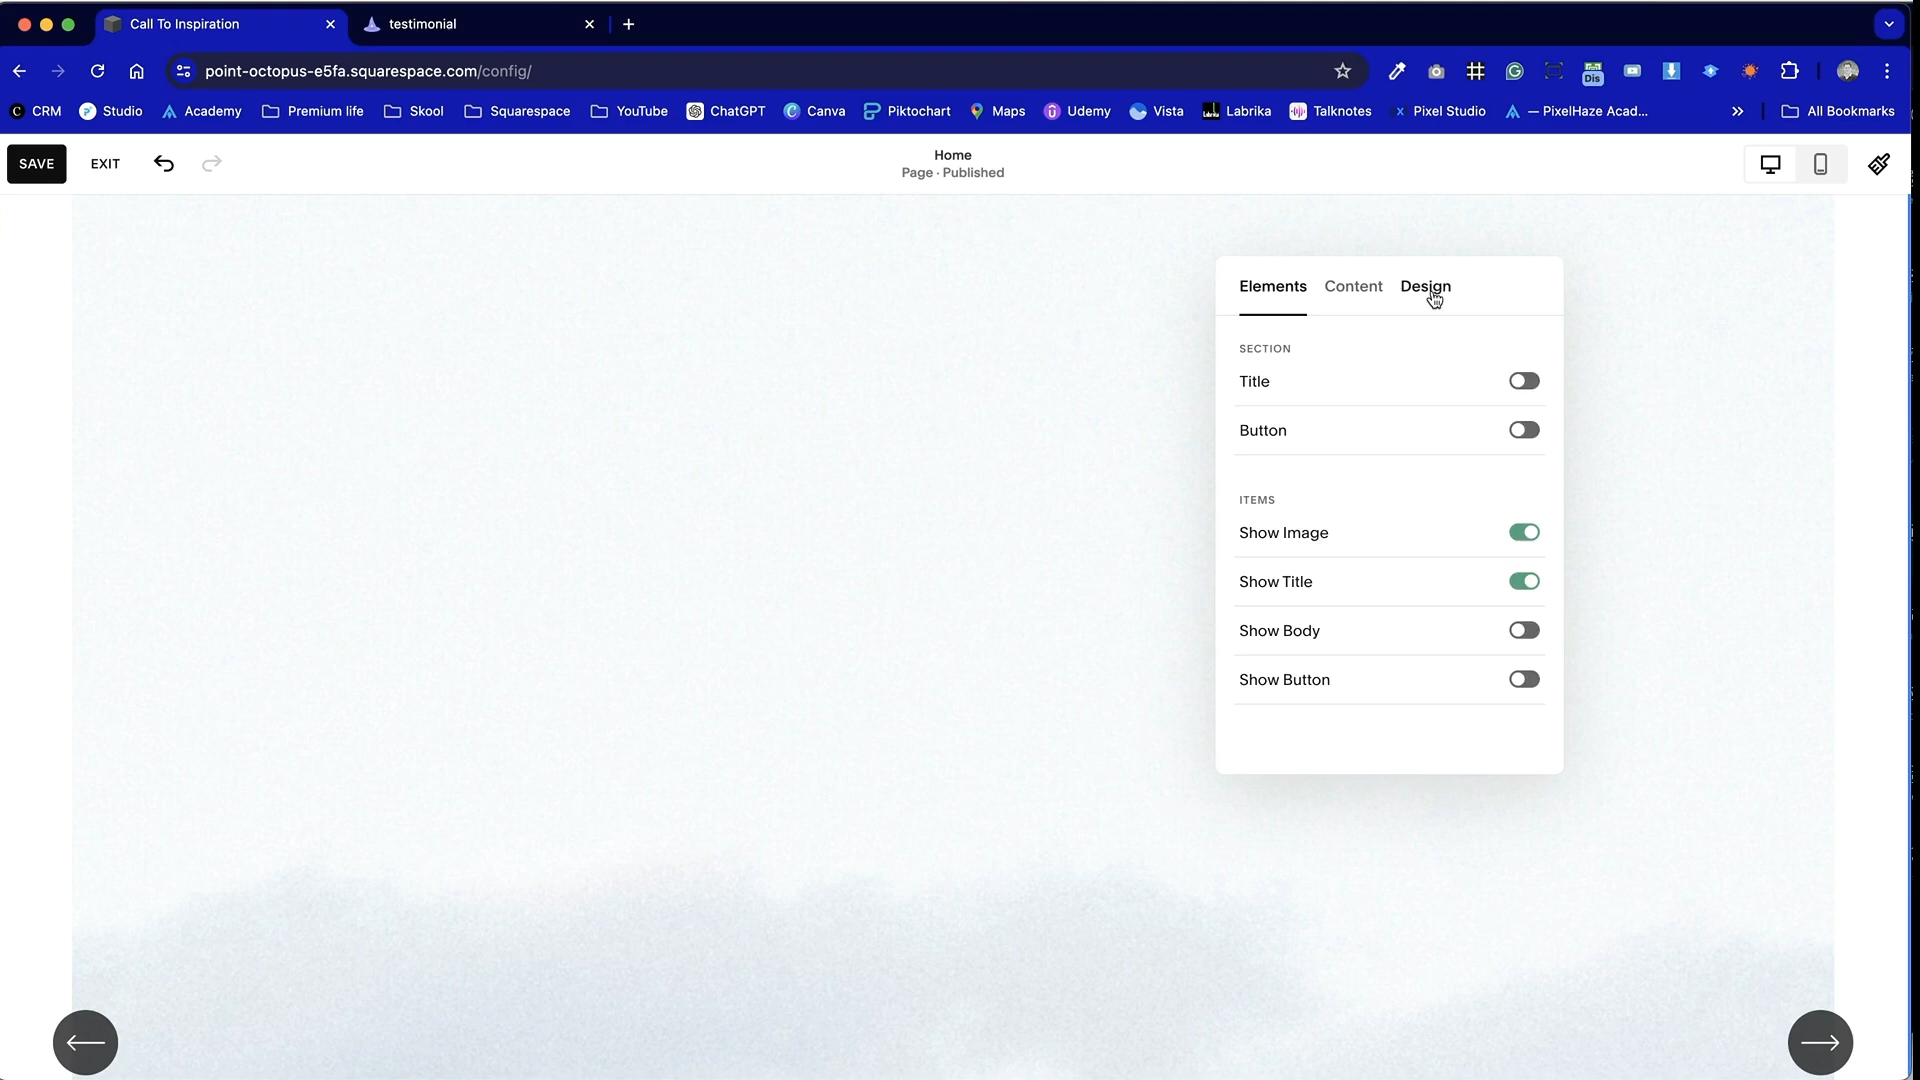 Call To Inspiration
testimonial
point-octopus-e5fa.squarespace.com/config/
Dis
CRM Studio Academy Premium life Skool Squarespace YouTube ChatGPT Canva Piktochart Maps Udemy Vista Labrika Talknotes Pixel Studio — PixelHaze Acad... » All Bookmarks
SAVE EXIT
Home
Page · Published
Elements Content Design
SECTION
Title
Button
ITEMS
Show Image
Show Title
Show Body
Show Button